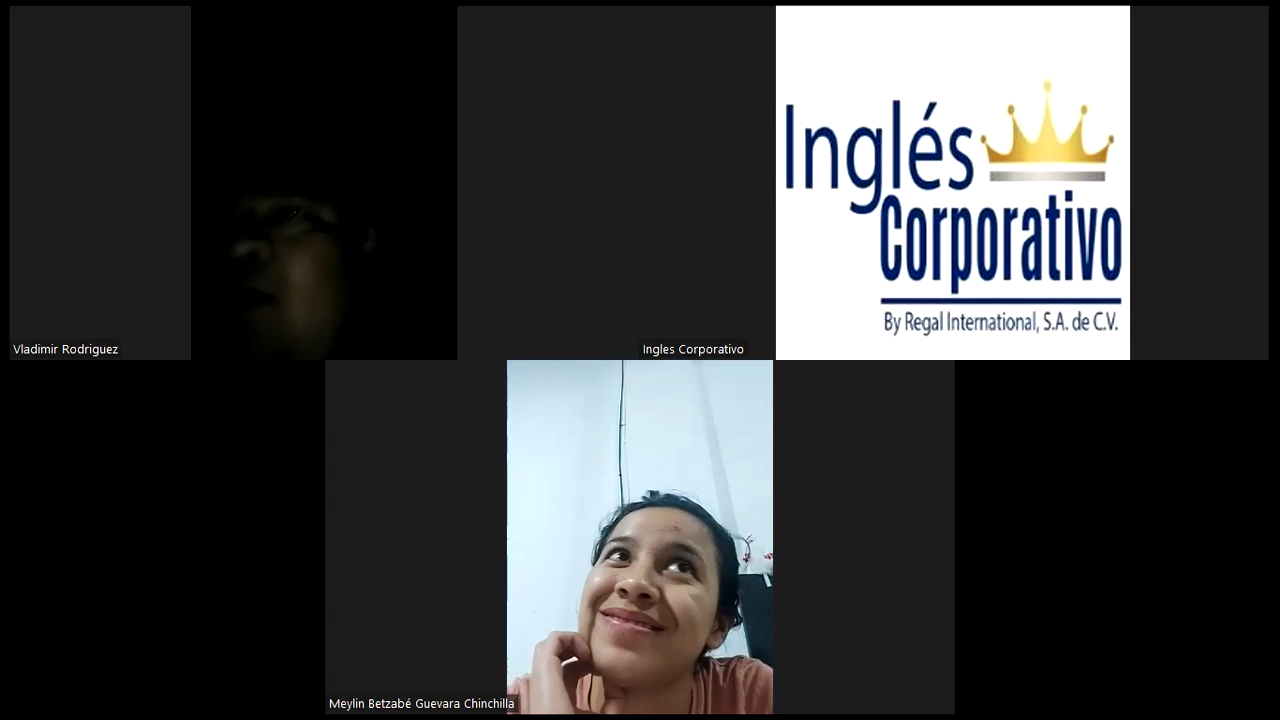 Inglés
Corporativo
By Regal International, S.A. de C.V.
Vladimir Rodriguez
Ingles Corporativo
Meylin Betzabé Guevara Chinchilla